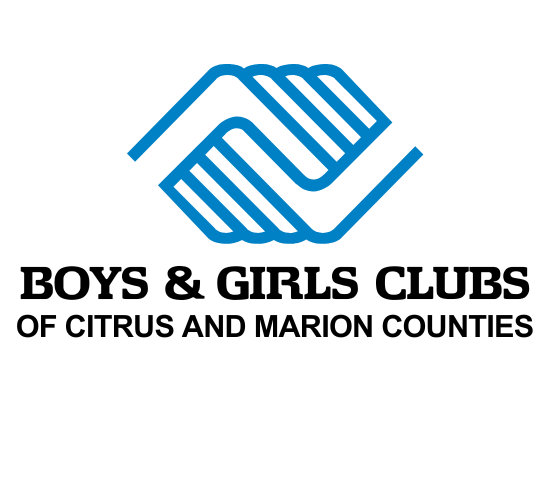 BOYS & GIRLS CLUBS
OF CITRUS AND MARION COUNTIES